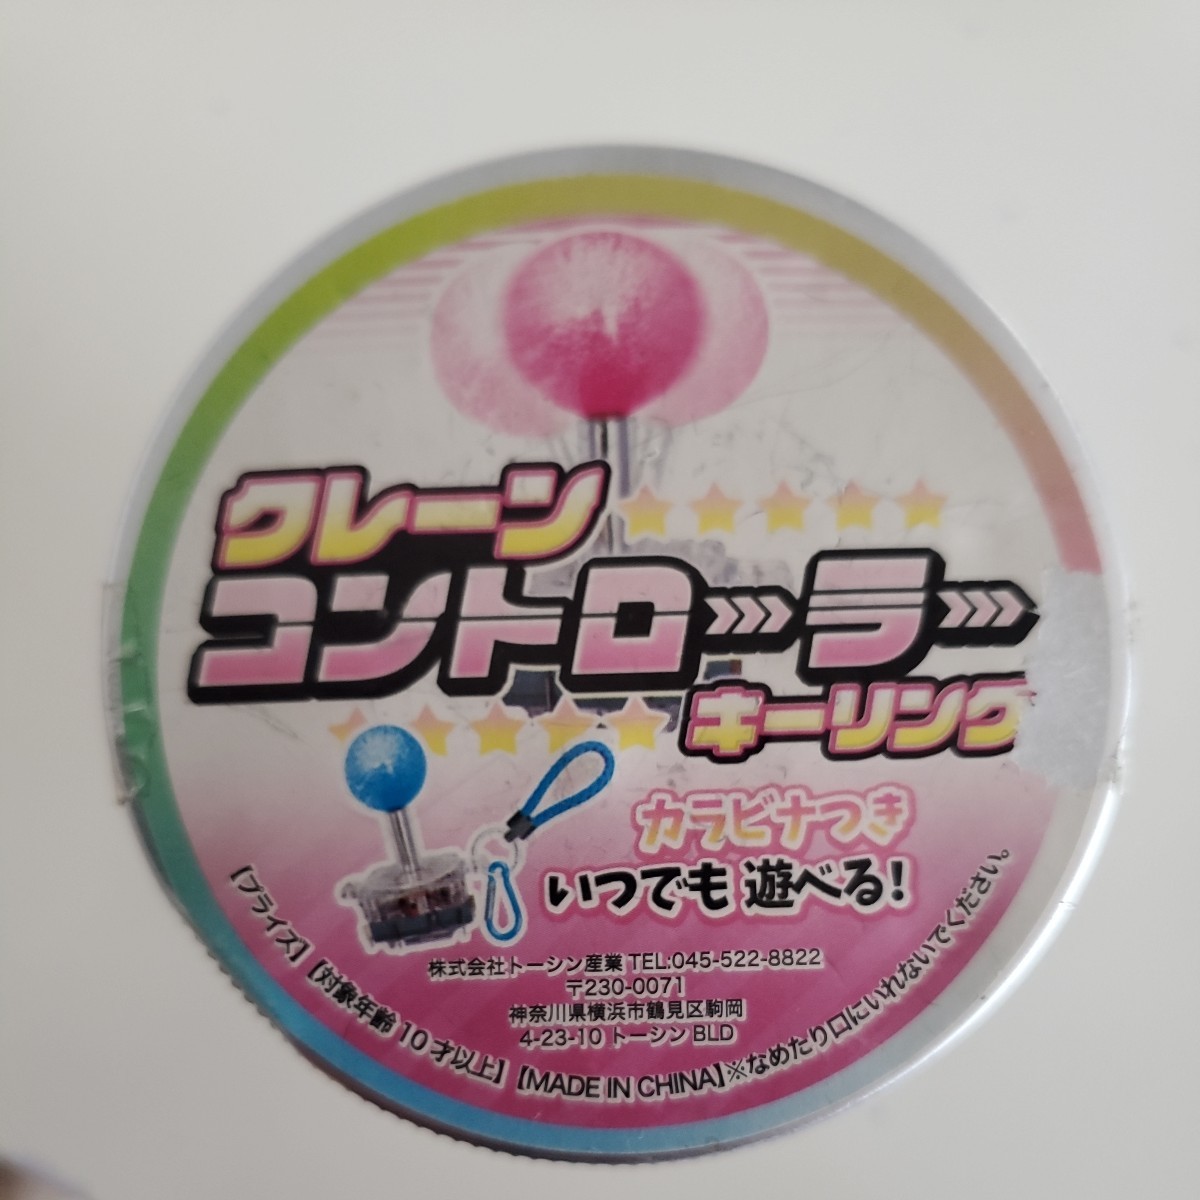 クレーン
コントローラー
キーリング
カラビナつき
いつでも遊べる!
株式会社トーシン産業 TEL:045-522-8822
〒230-0071
神奈川県横浜市鶴見区駒岡
4-23-10 トーシン BLD
【プライズ】【対象年齢10才以上】【MADE IN CHINA】※なめたり口にいれないでください。